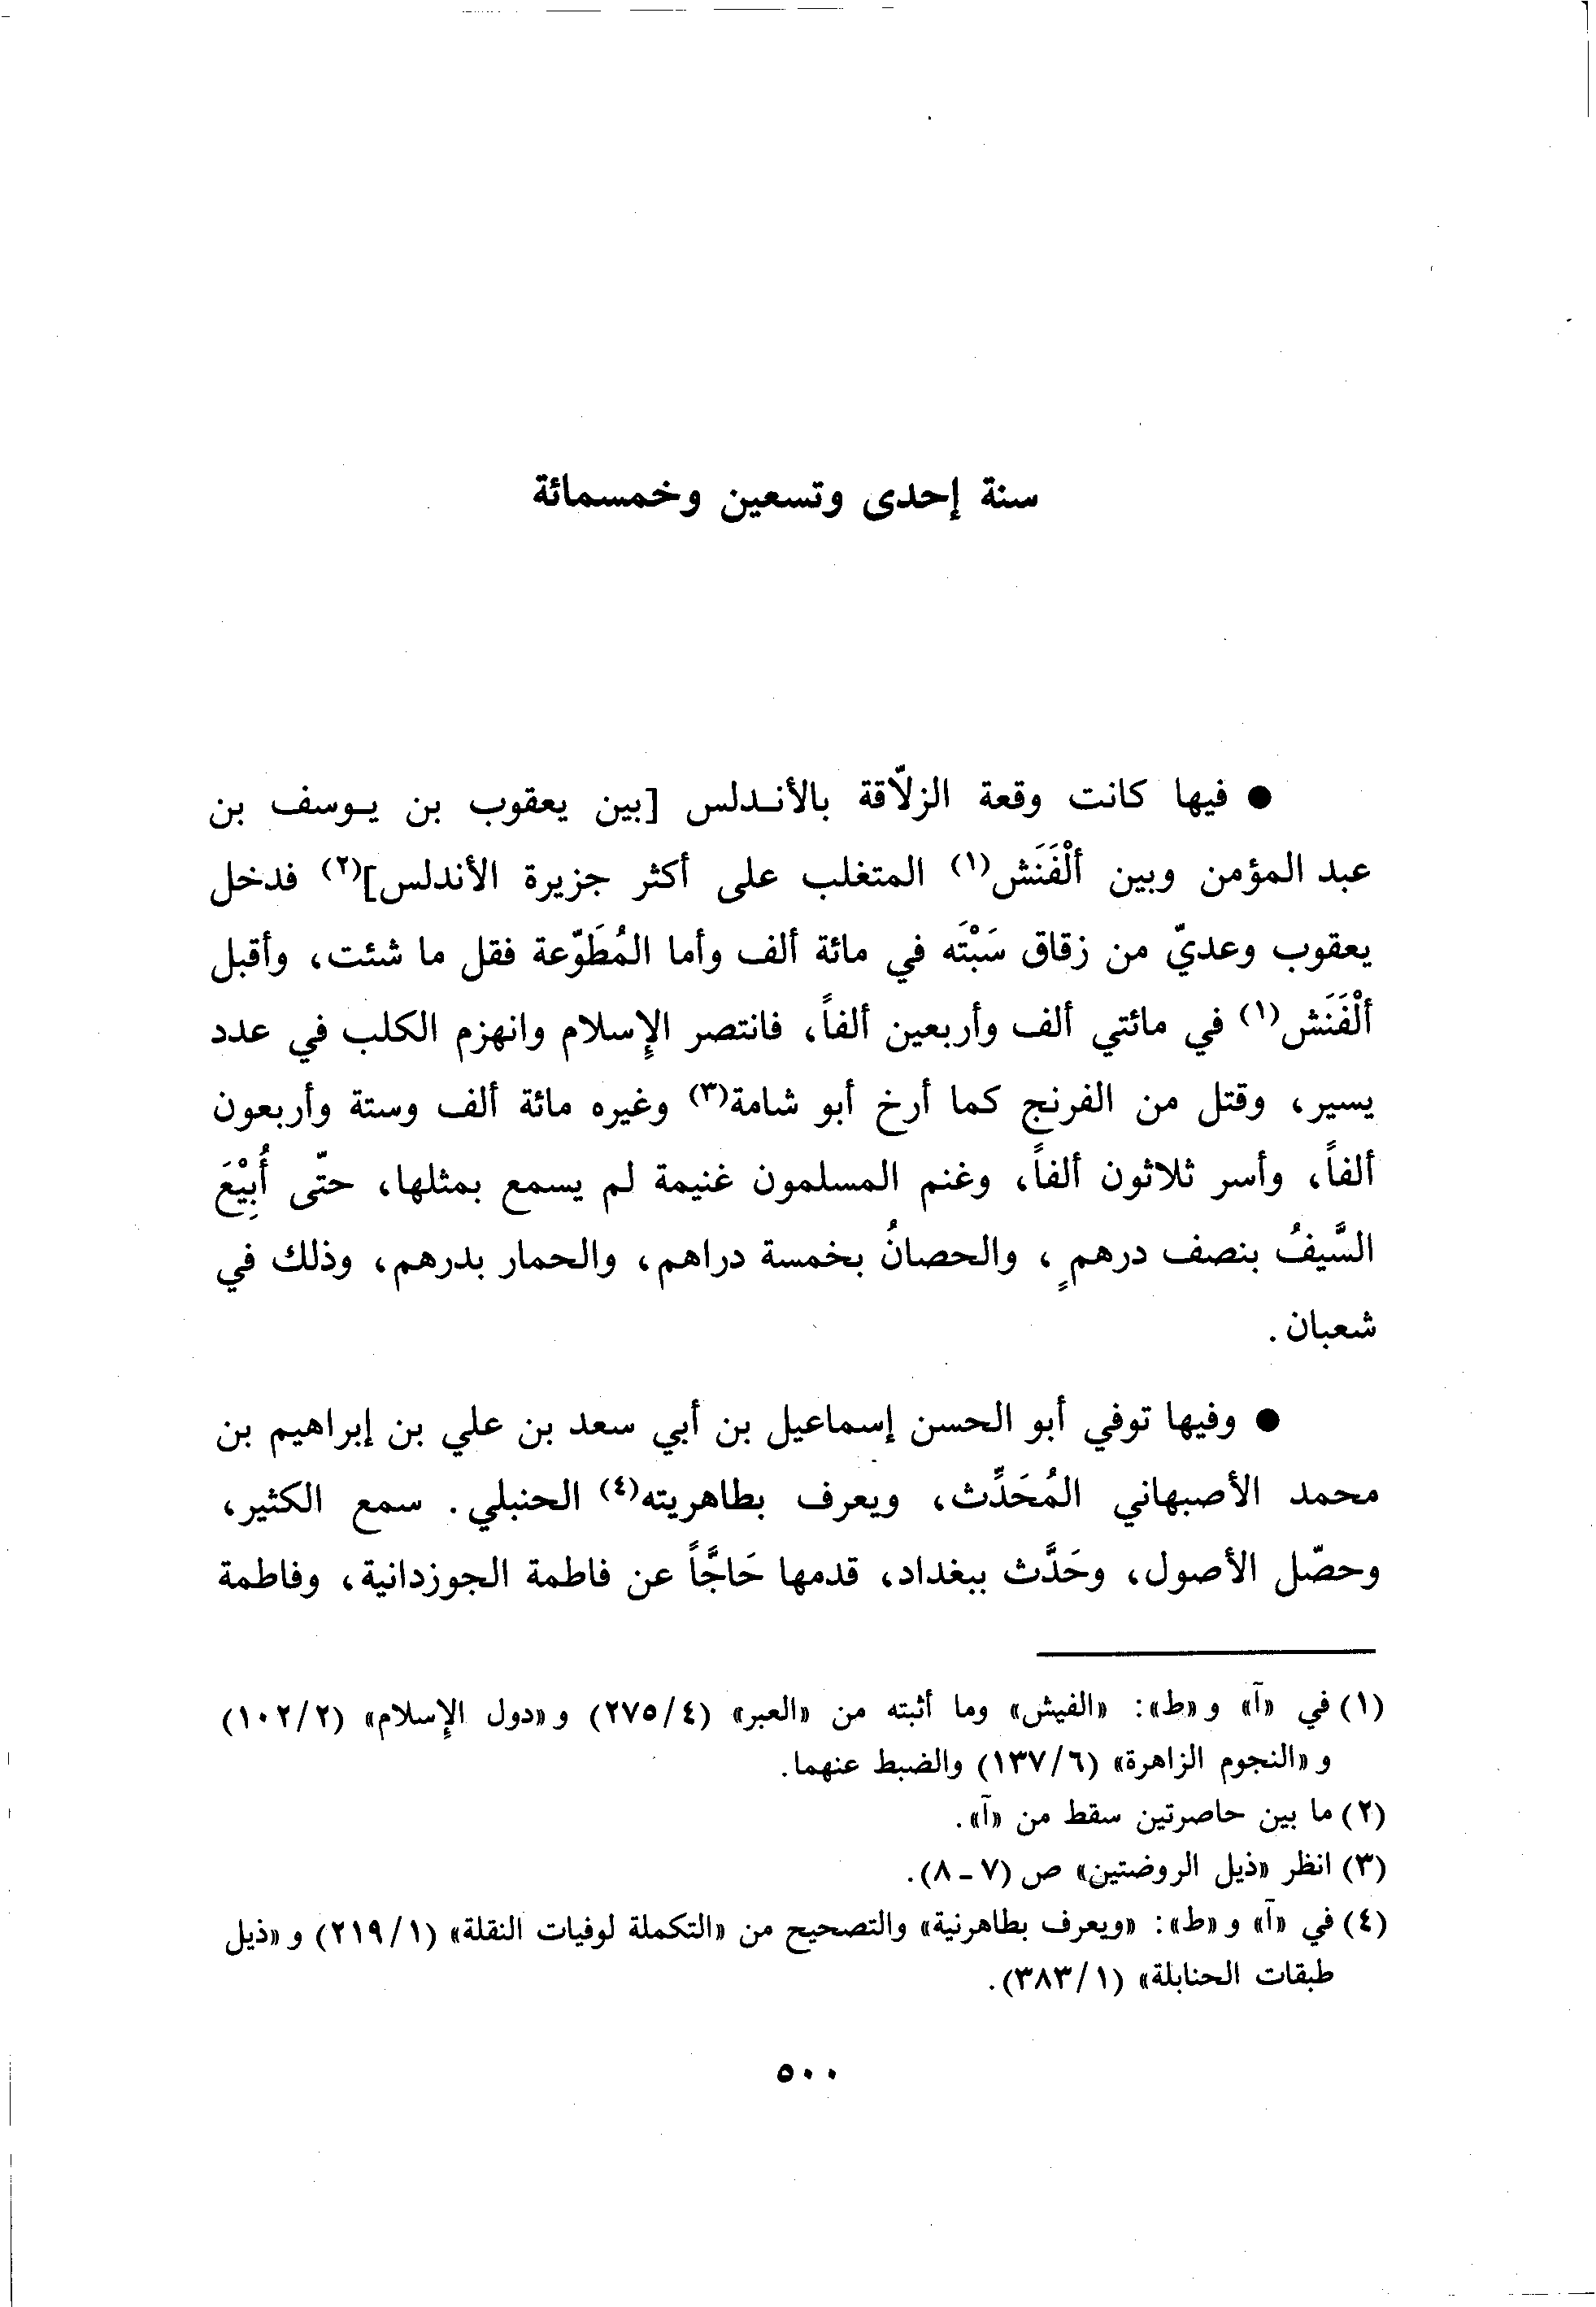 سنة إحدى وتسعين وخمسمائة
● فيها كانت وقعة الزلّاقة بالأندلس [بين يعقوب بن يوسف بن
عبد المؤمن وبين ألْفَنَش(١) المتغلب على أكثر جزيرة الأندلس](٢) فدخل
يعقوب وعديّ من زقاق سَبْتَه في مائة ألف وأما المُطَوّعة فقل ما شئت، وأقبل
ألْفَنَش(١) في مائتي ألف وأربعين ألفاً، فانتصر الإسلام وانهزم الكلب في عدد
يسير، وقتل من الفرنج كما أرخ أبو شامة(٣) وغيره مائة ألف وستة وأربعون
ألفاً، وأسر ثلاثون ألفاً، وغنم المسلمون غنيمة لم يسمع بمثلها، حتّى أُبِيْعَ
السَّيفُ بنصف درهمٍ، والحصانُ بخمسة دراهم، والحمار بدرهم، وذلك في
شعبان.
● وفيها توفي أبو الحسن إسماعيل بن أبي سعد بن علي بن إبراهيم بن
محمد الأصبهاني المُحَدِّث، ويعرف بطاهريته(٤) الحنبلي. سمع الكثير،
وحصّل الأصول، وحَدَّث ببغداد، قدمها حَاجَّاً عن فاطمة الجوزدانية، وفاطمة
(١) في «آ» و«ط»: «الفيش» وما أثبته من «العبر» (٤/٢٧٥) و«دول الإسلام» (٢/١٠٢)
و«النجوم الزاهرة» (٦/١٣٧) والضبط عنهما.
(٢) ما بين حاصرتين سقط من «آ».
(٣) انظر «ذيل الروضتين» ص (٧ - ٨).
(٤) في «آ» و«ط»: «ويعرف بطاهرنية» والتصحيح من «التكملة لوفيات النقلة» (١/٢١٩) و«ذيل
طبقات الحنابلة» (١/٣٨٣).
٥٠٠